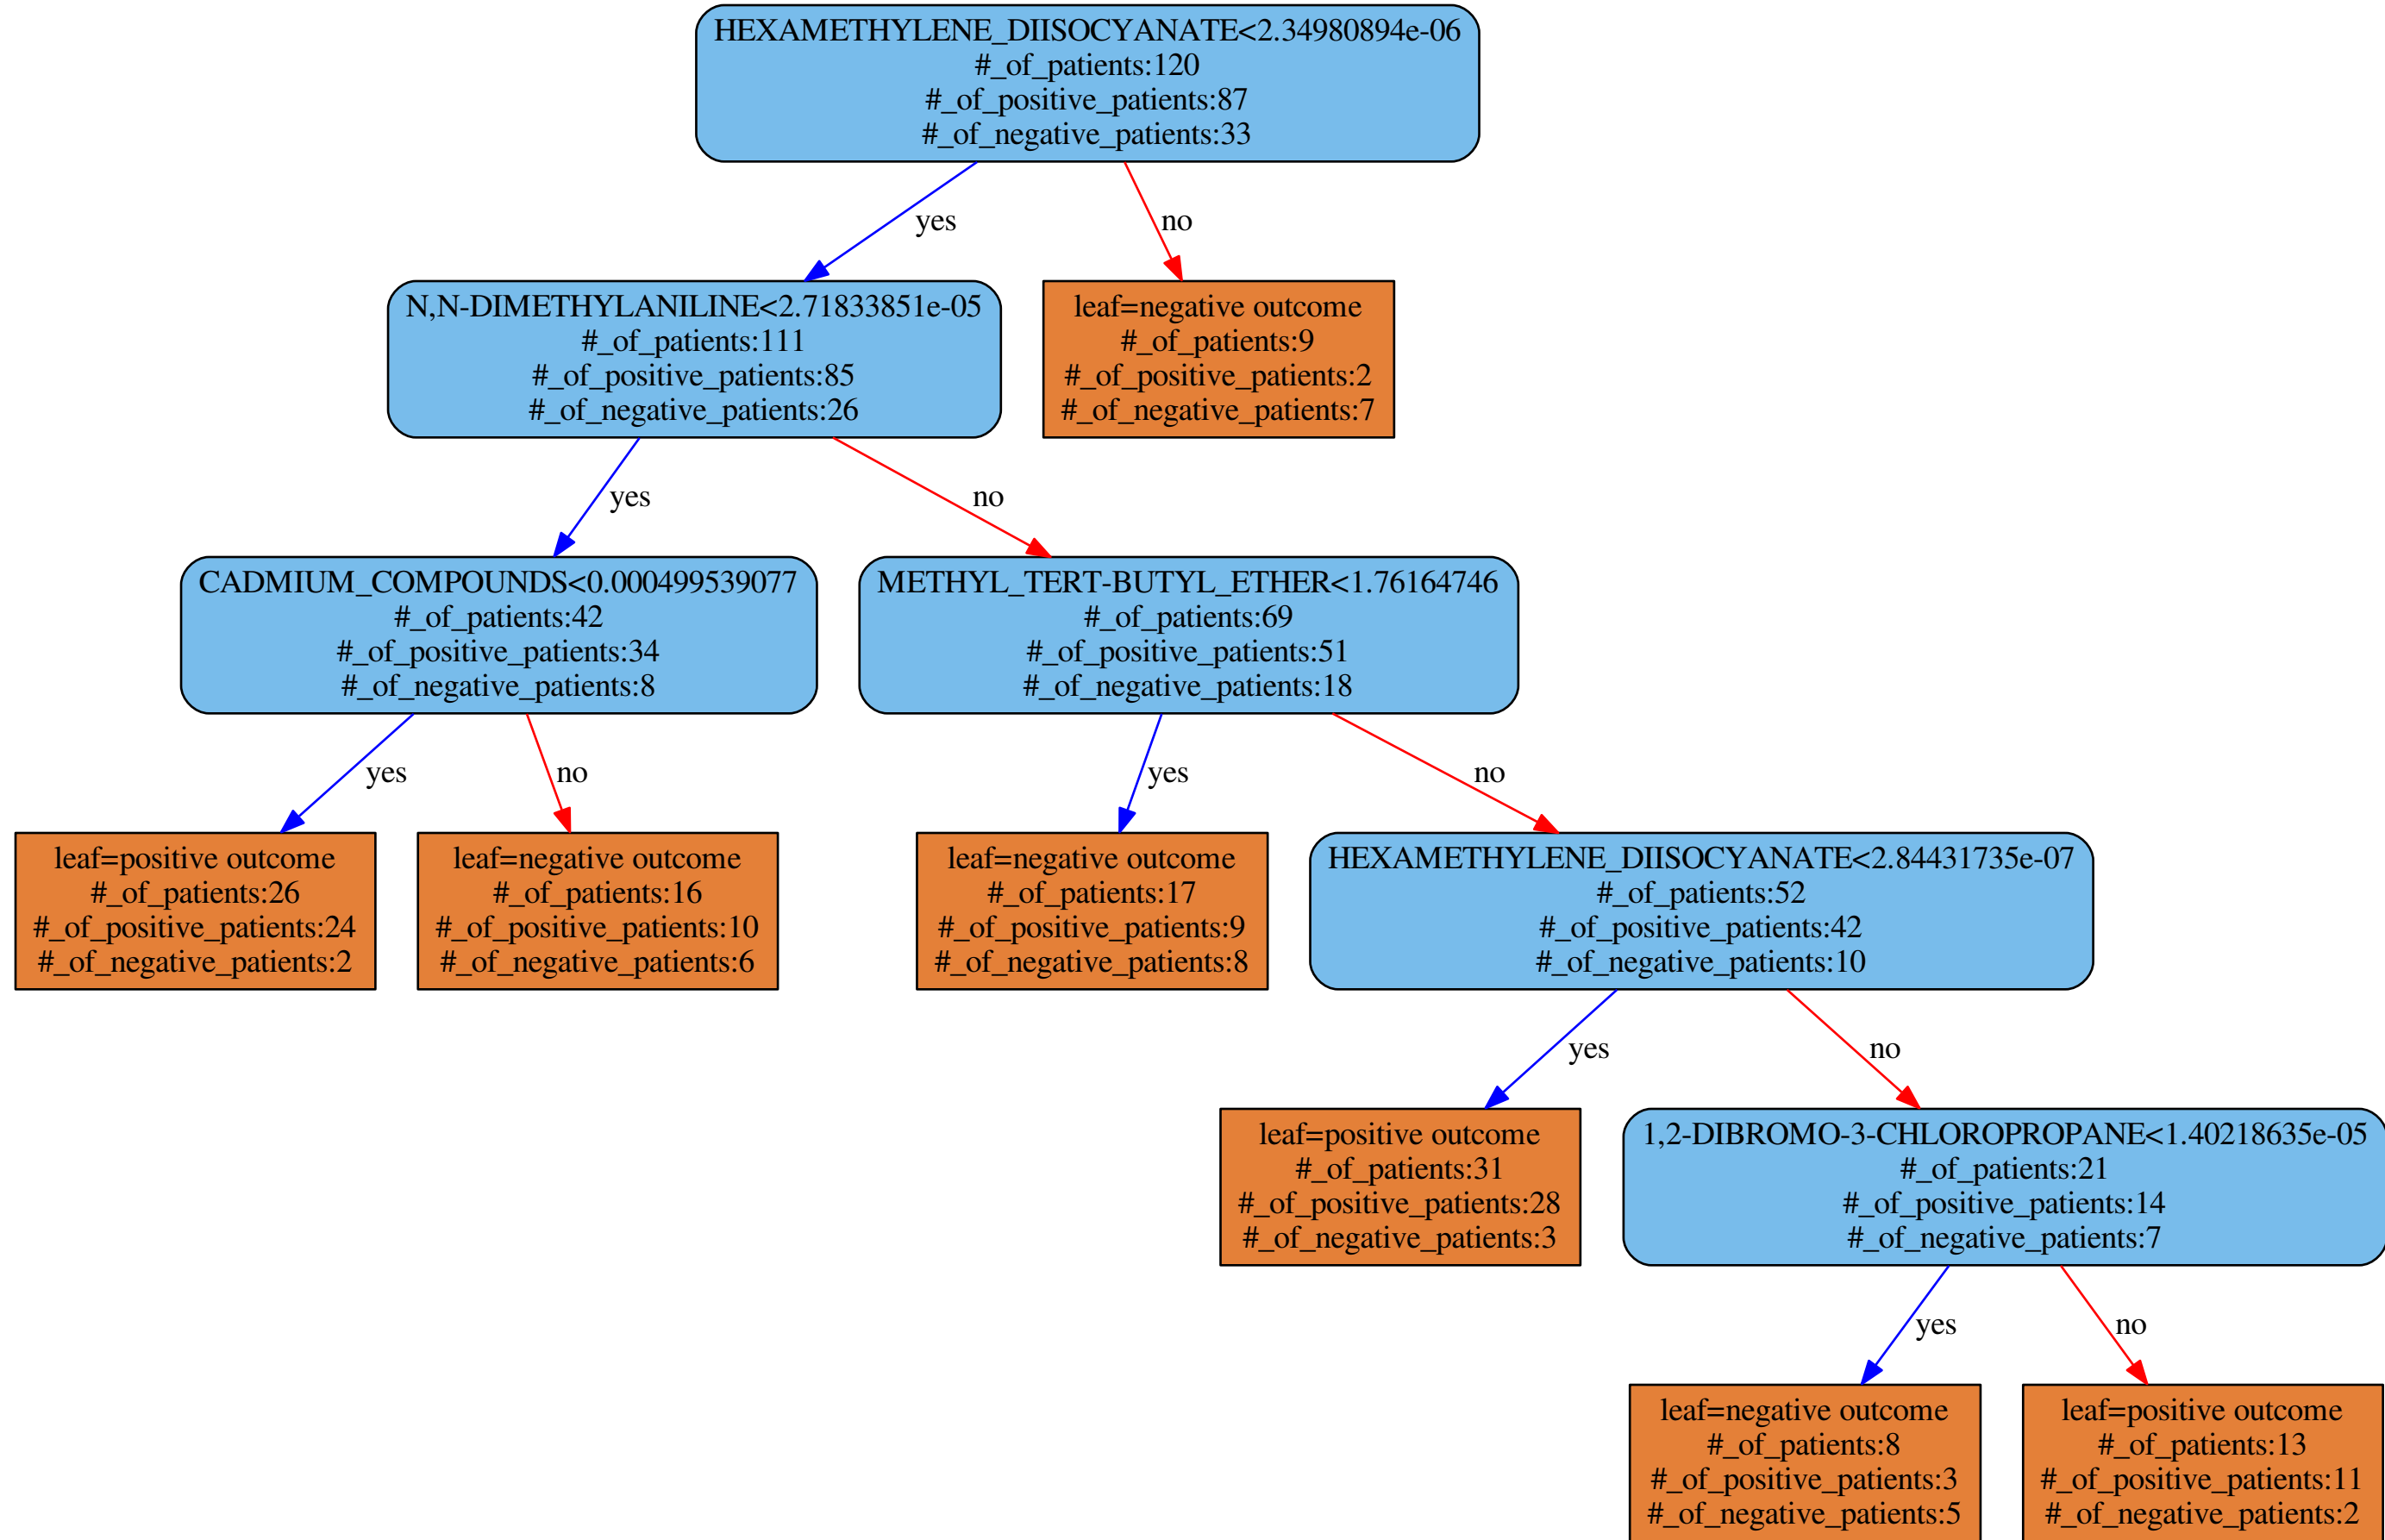 HEXAMETHYLENE_DIISOCYANATE<2.34980894e-06
#_of_patients:120
#_of_positive_patients:87
#_of_negative_patients:33
yes
no
N,N-DIMETHYLANILINE<2.71833851e-05
#_of_patients:111
#_of_positive_patients:85
#_of_negative_patients:26
leaf=negative outcome
#_of_patients:9
#_of_positive_patients:2
#_of_negative_patients:7
yes
no
CADMIUM_COMPOUNDS<0.000499539077
#_of_patients:42
#_of_positive_patients:34
#_of_negative_patients:8
METHYL_TERT-BUTYL_ETHER<1.76164746
#_of_patients:69
#_of_positive_patients:51
#_of_negative_patients:18
yes
no
yes
no
leaf=positive outcome
#_of_patients:26
#_of_positive_patients:24
#_of_negative_patients:2
leaf=negative outcome
#_of_patients:16
#_of_positive_patients:10
#_of_negative_patients:6
leaf=negative outcome
#_of_patients:17
#_of_positive_patients:9
#_of_negative_patients:8
HEXAMETHYLENE_DIISOCYANATE<2.84431735e-07
#_of_patients:52
#_of_positive_patients:42
#_of_negative_patients:10
yes
no
leaf=positive outcome
#_of_patients:31
#_of_positive_patients:28
#_of_negative_patients:3
1,2-DIBROMO-3-CHLOROPROPANE<1.40218635e-05
#_of_patients:21
#_of_positive_patients:14
#_of_negative_patients:7
yes
no
leaf=negative outcome
#_of_patients:8
#_of_positive_patients:3
#_of_negative_patients:5
leaf=positive outcome
#_of_patients:13
#_of_positive_patients:11
#_of_negative_patients:2